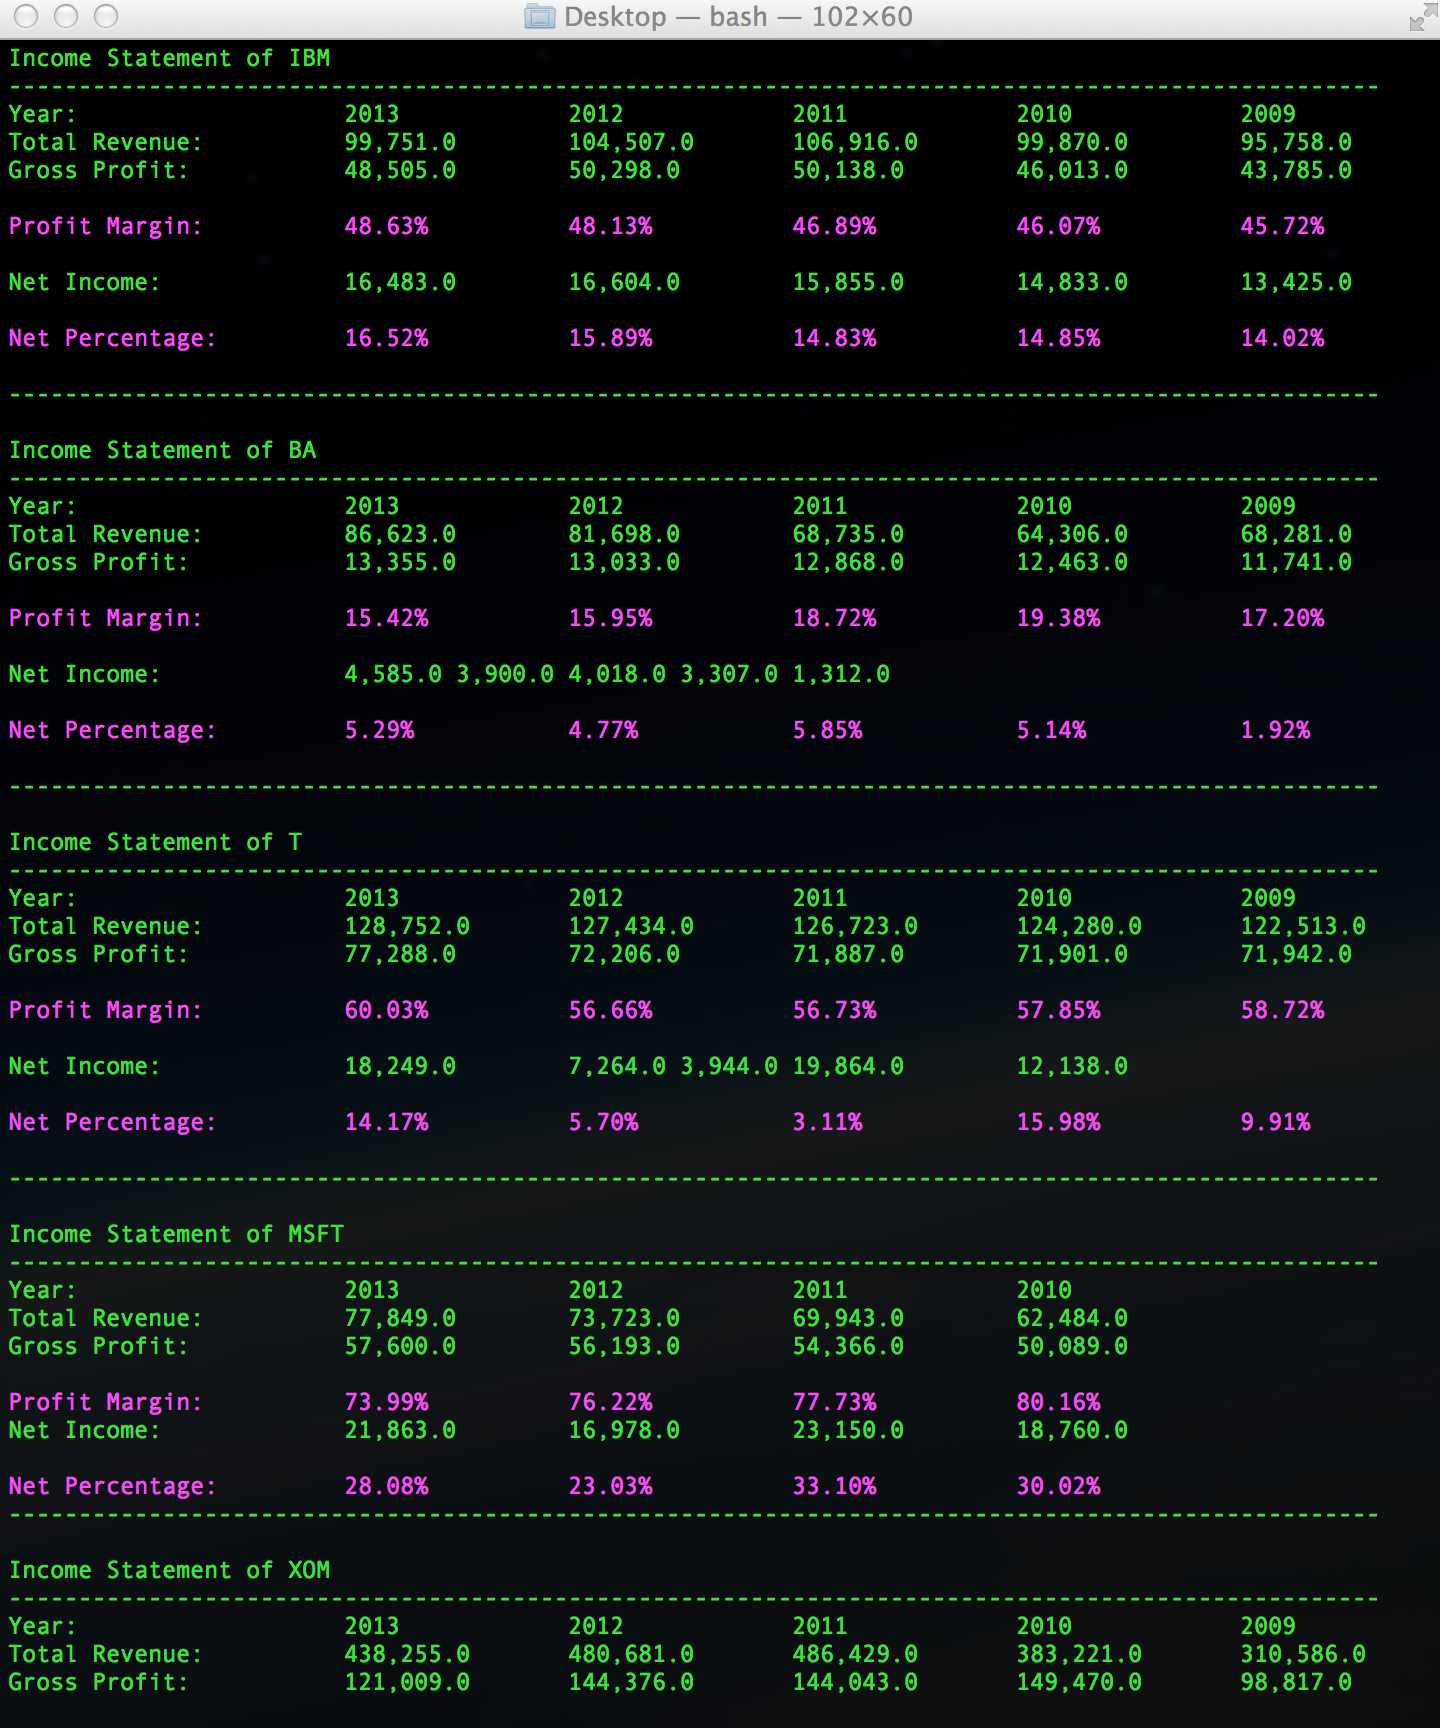 Desktop — bash — 102×60
Income Statement of IBM
--------------------------------------------------------------------------------------------------
Year: 2013 2012 2011 2010 2009
Total Revenue: 99,751.0 104,507.0 106,916.0 99,870.0 95,758.0
Gross Profit: 48,505.0 50,298.0 50,138.0 46,013.0 43,785.0
Profit Margin: 48.63% 48.13% 46.89% 46.07% 45.72%
Net Income: 16,483.0 16,604.0 15,855.0 14,833.0 13,425.0
Net Percentage: 16.52% 15.89% 14.83% 14.85% 14.02%
--------------------------------------------------------------------------------------------------
Income Statement of BA
--------------------------------------------------------------------------------------------------
Year: 2013 2012 2011 2010 2009
Total Revenue: 86,623.0 81,698.0 68,735.0 64,306.0 68,281.0
Gross Profit: 13,355.0 13,033.0 12,868.0 12,463.0 11,741.0
Profit Margin: 15.42% 15.95% 18.72% 19.38% 17.20%
Net Income: 4,585.0 3,900.0 4,018.0 3,307.0 1,312.0
Net Percentage: 5.29% 4.77% 5.85% 5.14% 1.92%
--------------------------------------------------------------------------------------------------
Income Statement of T
--------------------------------------------------------------------------------------------------
Year: 2013 2012 2011 2010 2009
Total Revenue: 128,752.0 127,434.0 126,723.0 124,280.0 122,513.0
Gross Profit: 77,288.0 72,206.0 71,887.0 71,901.0 71,942.0
Profit Margin: 60.03% 56.66% 56.73% 57.85% 58.72%
Net Income: 18,249.0 7,264.0 3,944.0 19,864.0 12,138.0
Net Percentage: 14.17% 5.70% 3.11% 15.98% 9.91%
--------------------------------------------------------------------------------------------------
Income Statement of MSFT
--------------------------------------------------------------------------------------------------
Year: 2013 2012 2011 2010
Total Revenue: 77,849.0 73,723.0 69,943.0 62,484.0
Gross Profit: 57,600.0 56,193.0 54,366.0 50,089.0
Profit Margin: 73.99% 76.22% 77.73% 80.16%
Net Income: 21,863.0 16,978.0 23,150.0 18,760.0
Net Percentage: 28.08% 23.03% 33.10% 30.02%
--------------------------------------------------------------------------------------------------
Income Statement of XOM
--------------------------------------------------------------------------------------------------
Year: 2013 2012 2011 2010 2009
Total Revenue: 438,255.0 480,681.0 486,429.0 383,221.0 310,586.0
Gross Profit: 121,009.0 144,376.0 144,043.0 149,470.0 98,817.0